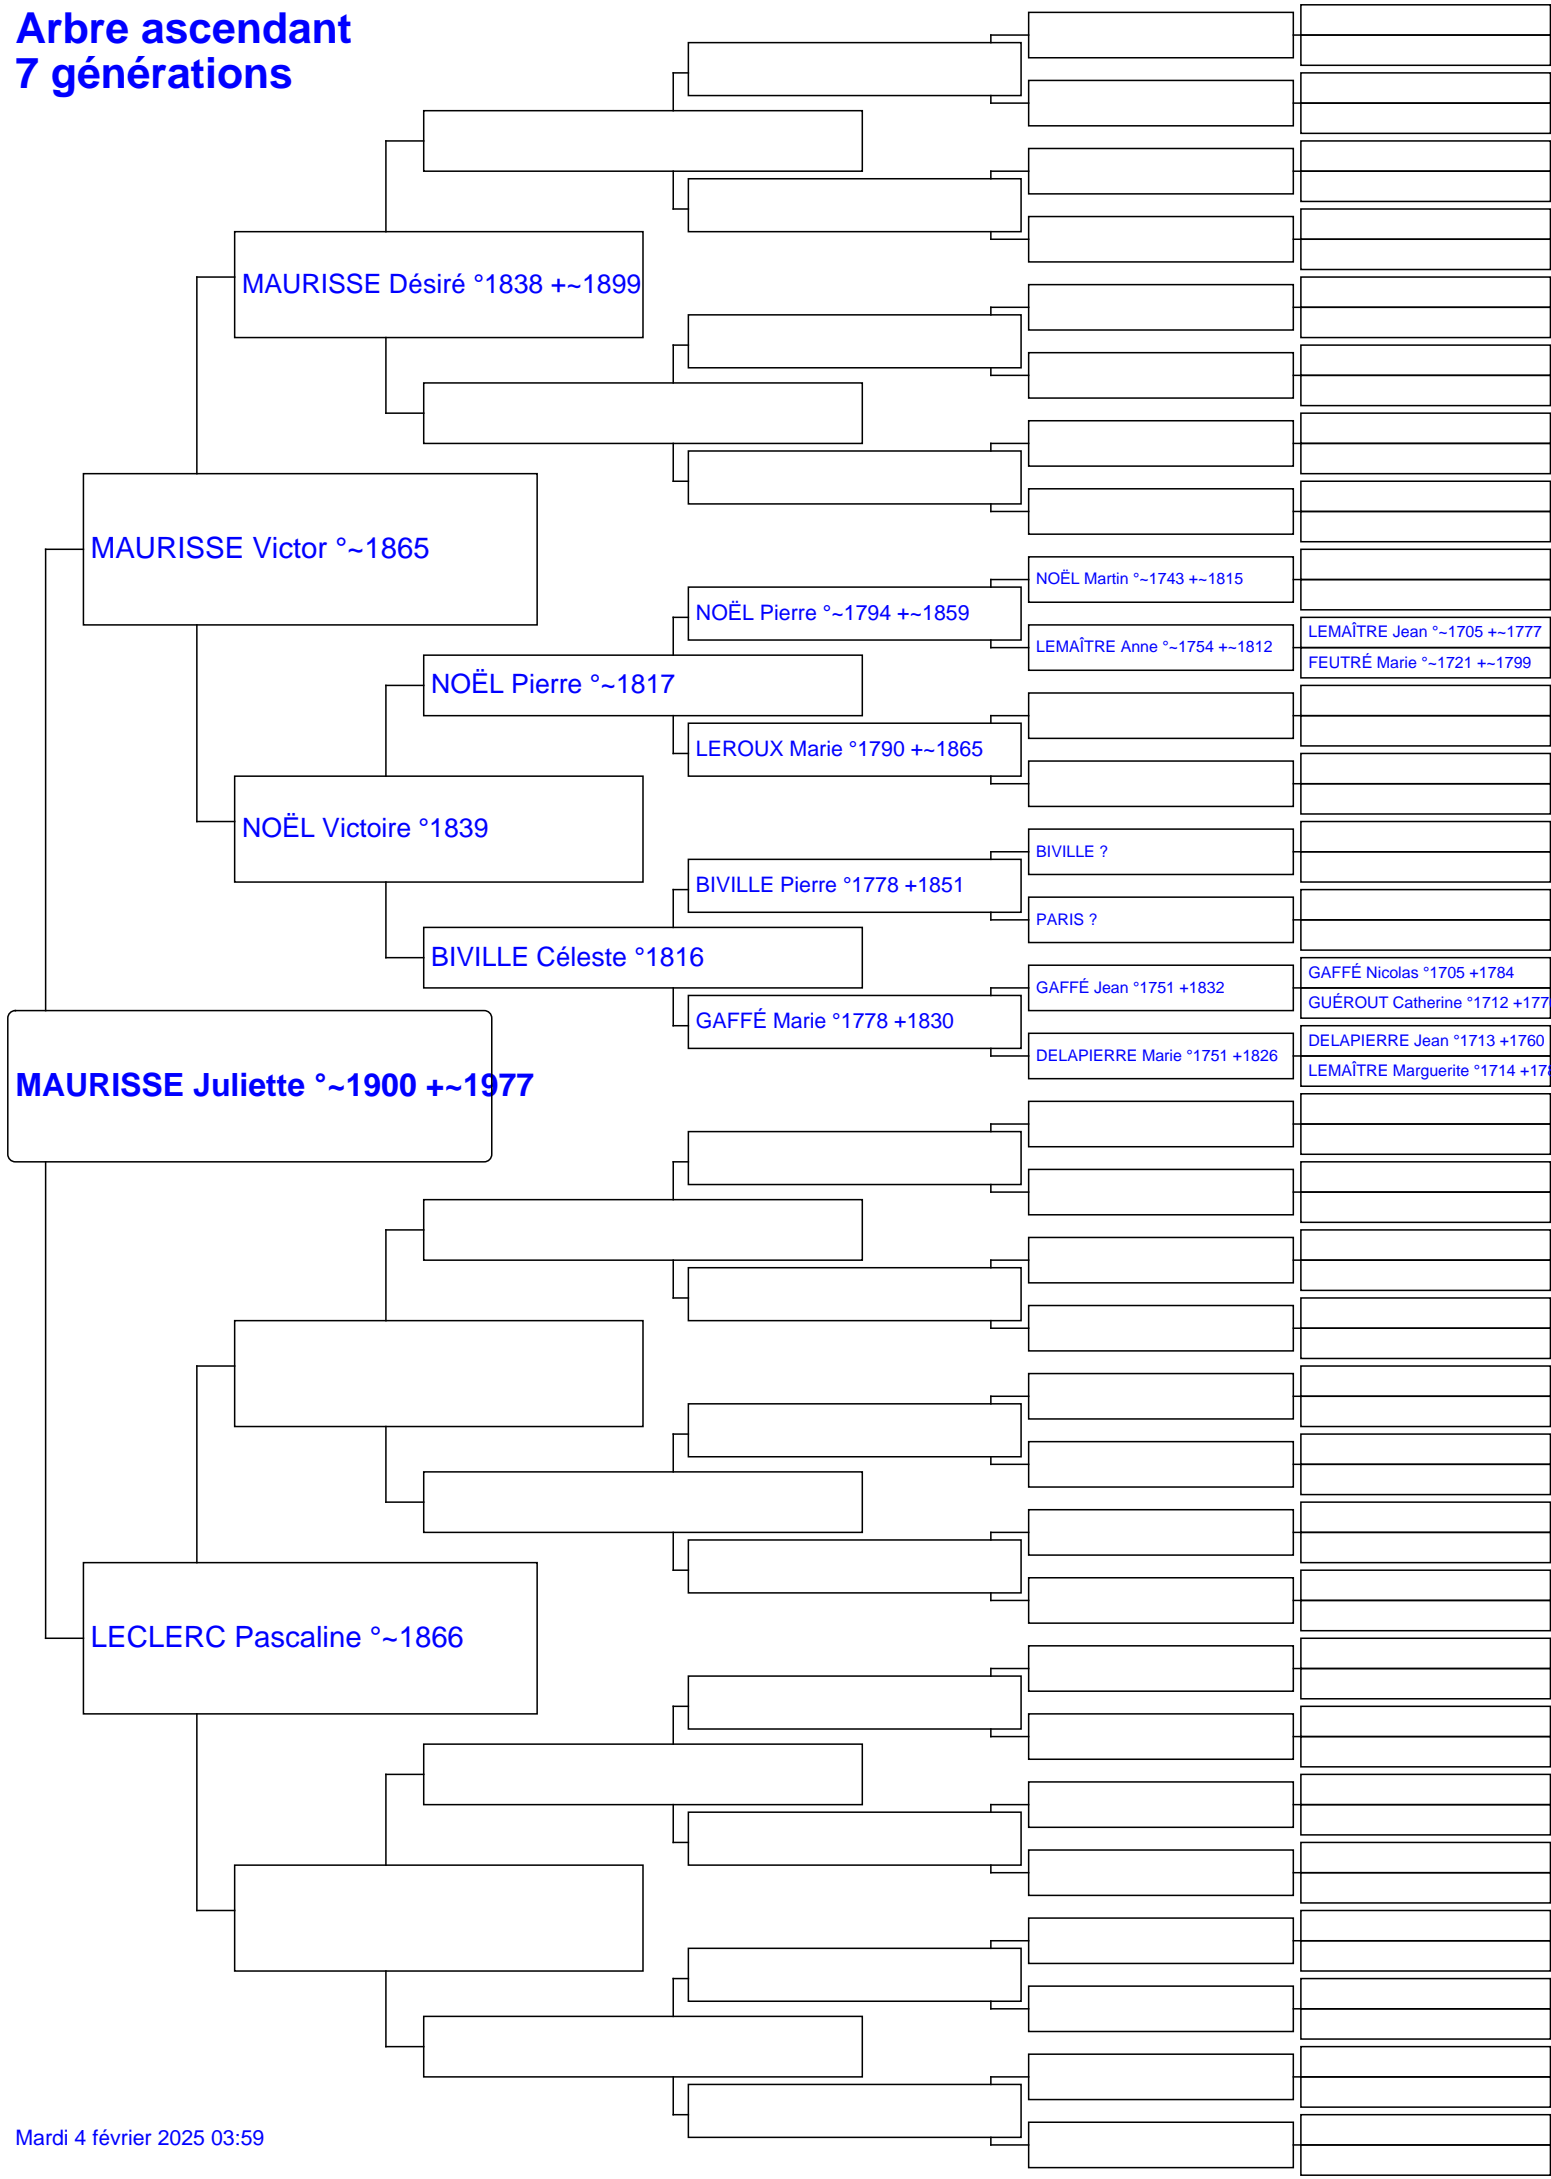 Arbre ascendant
7 générations
MAURISSE Désiré °1838 +~1899
MAURISSE Victor °~1865
NOËL Martin °~1743 +~1815
NOËL Pierre °~1794 +~1859
LEMAÎTRE Jean °~1705 +~1777
LEMAÎTRE Anne °~1754 +~1812
FEUTRÉ Marie °~1721 +~1799
NOËL Pierre °~1817
LEROUX Marie °1790 +~1865
NOËL Victoire °1839
BIVILLE ?
BIVILLE Pierre °1778 +1851
PARIS ?
BIVILLE Céleste °1816
GAFFÉ Nicolas °1705 +1784
GAFFÉ Jean °1751 +1832
GUÉROUT Catherine °1712 +177
GAFFÉ Marie °1778 +1830
DELAPIERRE Jean °1713 +1760
DELAPIERRE Marie °1751 +1826
LEMAÎTRE Marguerite °1714 +178
MAURISSE Juliette °~1900 +~1977
LECLERC Pascaline °~1866
Mardi 4 février 2025 03:59